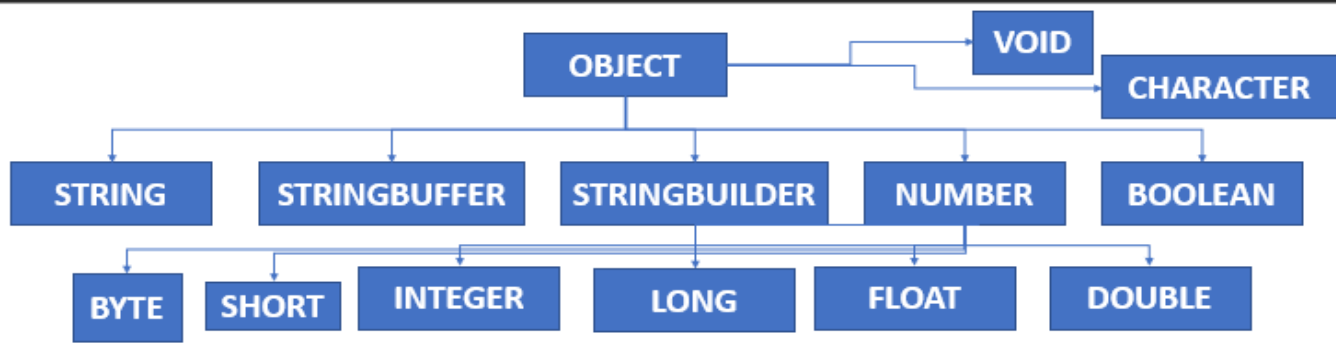 OBJECT
VOID
CHARACTER
STRING
STRINGBUFFER
STRINGBUILDER
NUMBER
BOOLEAN
BYTE
SHORT
INTEGER
LONG
FLOAT
DOUBLE